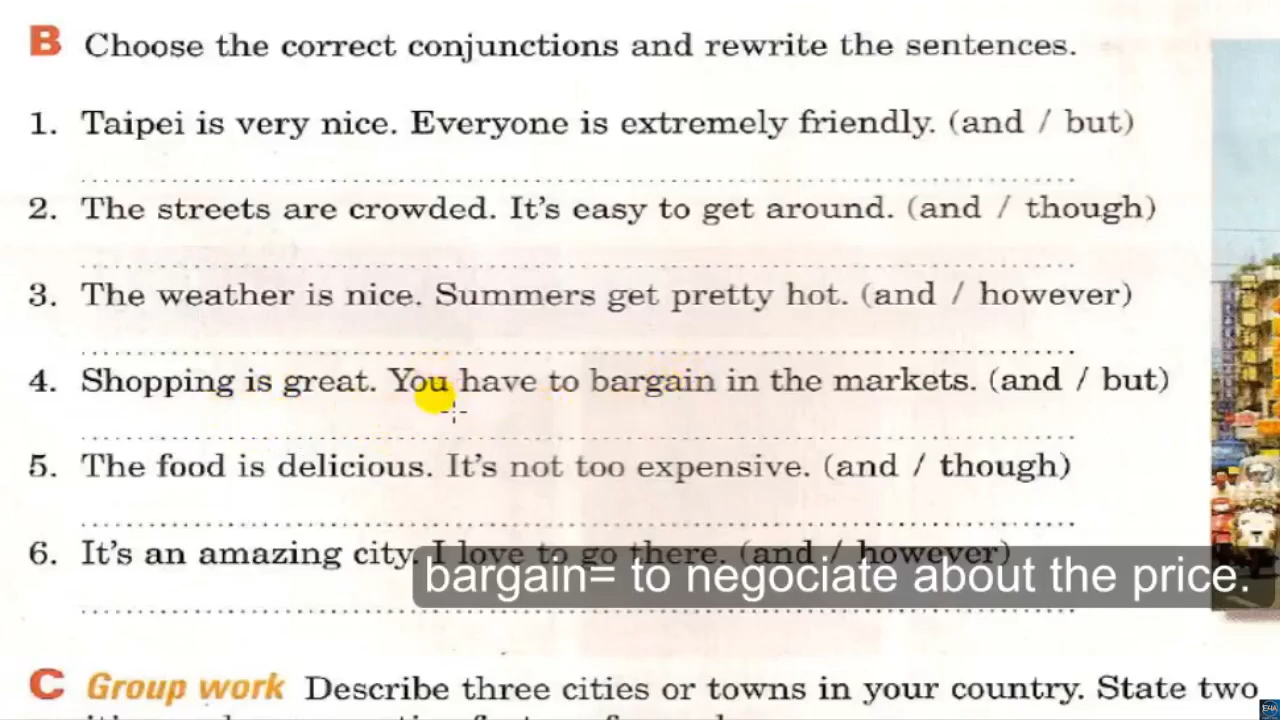 B Choose the correct conjunctions and rewrite the sentences.
1. Taipei is very nice. Everyone is extremely friendly. (and / but)
2. The streets are crowded. It's easy to get around. (and / though)
3. The weather is nice. Summers get pretty hot. (and / however)
4. Shopping is great. You have to bargain in the markets. (and / but)
5. The food is delicious. It's not too expensive. (and / though)
6. It's an amazing city. I love to go there. (and / however)
bargain= to negociate about the price.
C Group work Describe three cities or towns in your country. State two